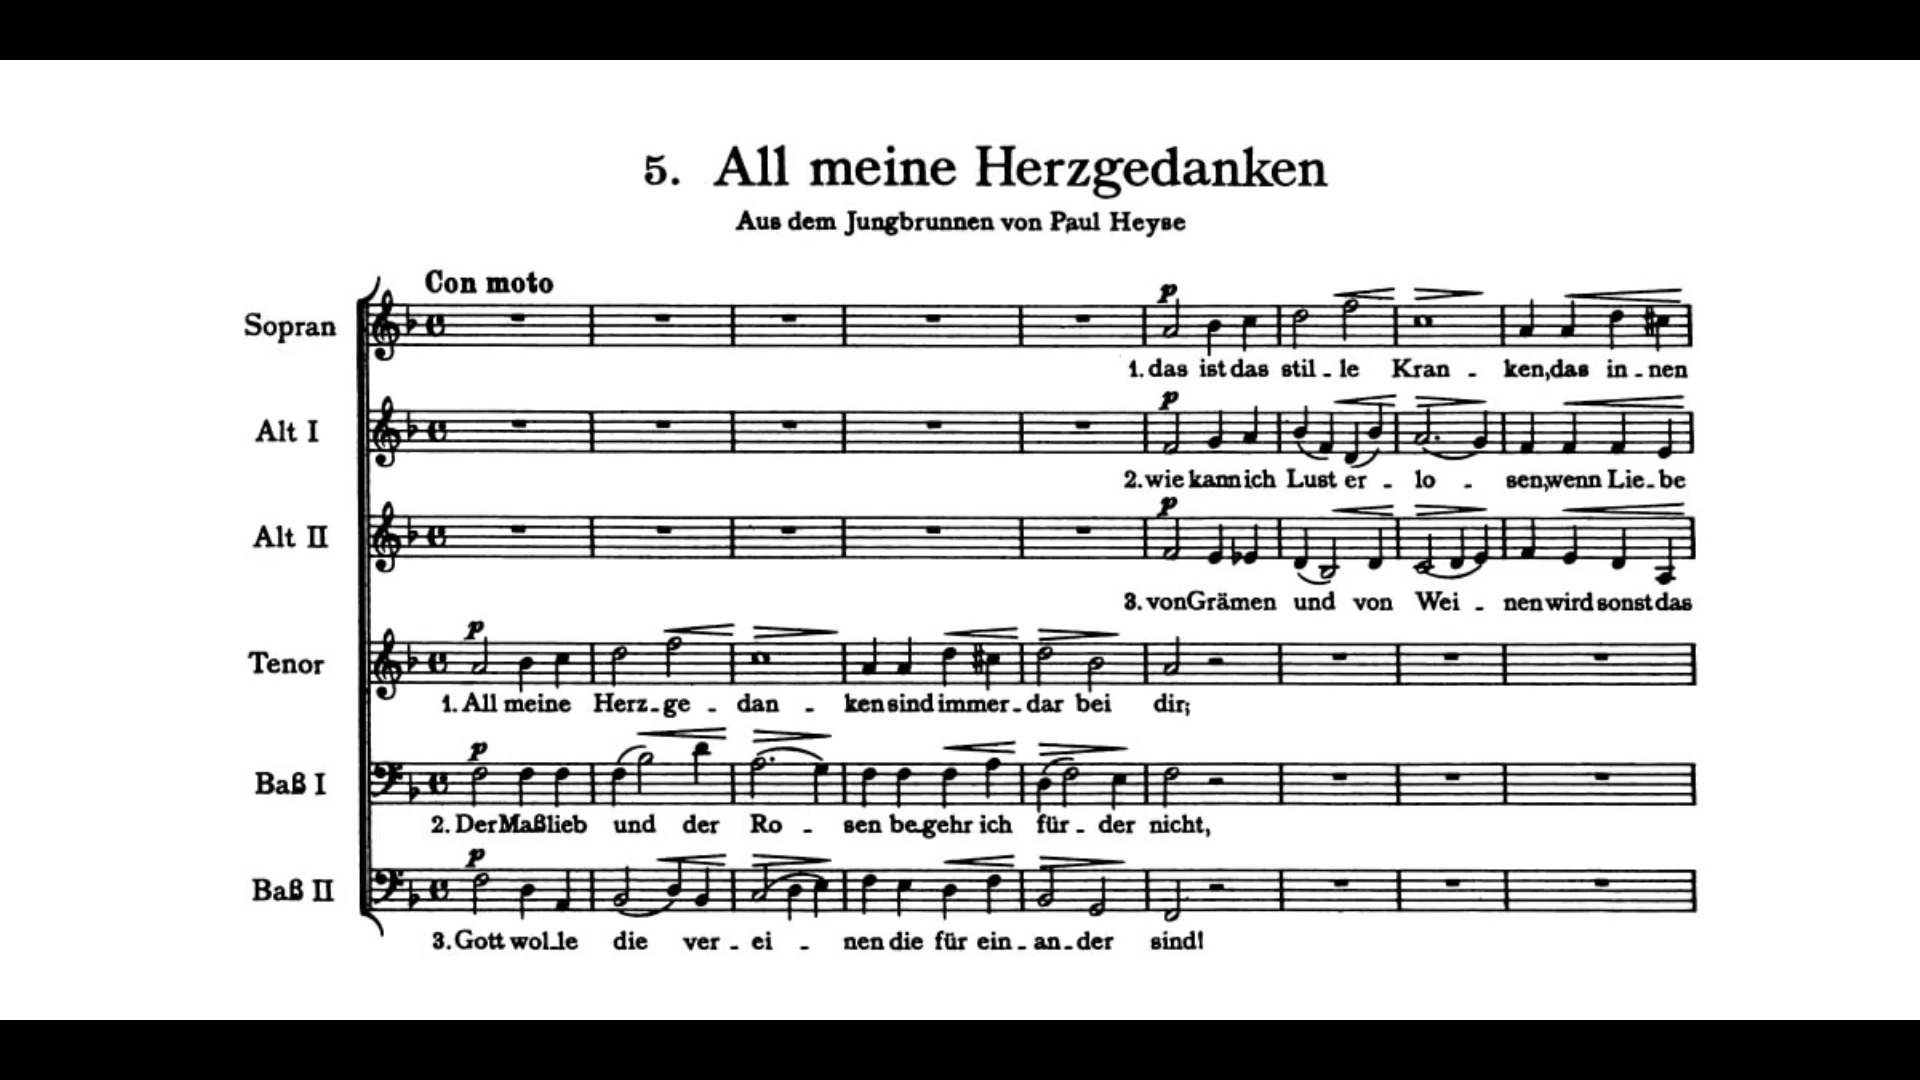 5. All meine Herzgedanken
Aus dem Jungbrunnen von Paul Heyse
Con moto
Sopran
p
1. das ist das stil - le Kran - ken, das in - nen
Alt I
p
2. wie kann ich Lust er - lo - sen, wenn Lie - be
Alt II
p
3. von Grämen und von Wei - nen wird sonst das
Tenor
p
1. All meine Herz - ge - dan - ken sind immer - dar bei dir;
Baß I
p
2. Der Maßlieb und der Ro - sen begehr ich für - der nicht,
Baß II
p
3. Gott wol - le die ver - ei - nen die für ein - an - der sind!